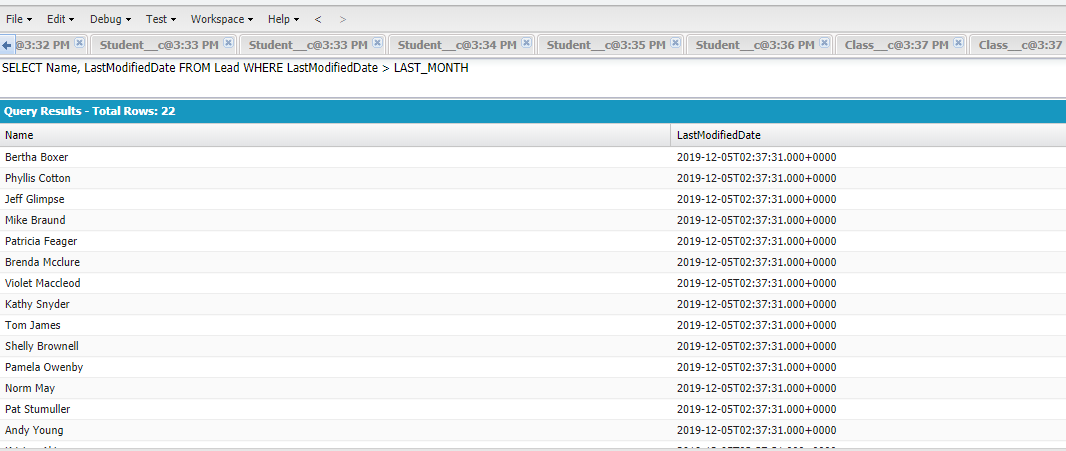 File Edit Debug Test Workspace Help < >
@3:32 PM Student__c@3:33 PM Student__c@3:33 PM Student__c@3:34 PM Student__c@3:35 PM Student__c@3:36 PM Class__c@3:37 PM Class__c@3:37
SELECT Name, LastModifiedDate FROM Lead WHERE LastModifiedDate > LAST_MONTH
Query Results - Total Rows: 22
Name LastModifiedDate
Bertha Boxer 2019-12-05T02:37:31.000+0000
Phyllis Cotton 2019-12-05T02:37:31.000+0000
Jeff Glimpse 2019-12-05T02:37:31.000+0000
Mike Braund 2019-12-05T02:37:31.000+0000
Patricia Feager 2019-12-05T02:37:31.000+0000
Brenda Mcclure 2019-12-05T02:37:31.000+0000
Violet Maccleod 2019-12-05T02:37:31.000+0000
Kathy Snyder 2019-12-05T02:37:31.000+0000
Tom James 2019-12-05T02:37:31.000+0000
Shelly Brownell 2019-12-05T02:37:31.000+0000
Pamela Owenby 2019-12-05T02:37:31.000+0000
Norm May 2019-12-05T02:37:31.000+0000
Pat Stumuller 2019-12-05T02:37:31.000+0000
Andy Young 2019-12-05T02:37:31.000+0000